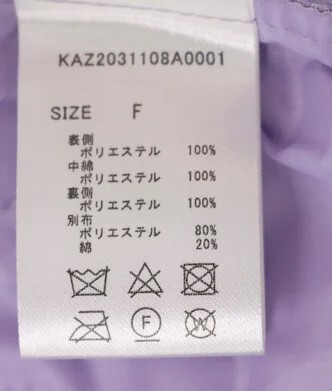 KAZ2031108A0001
SIZE F
表側
ポリエステル 100%
中綿
ポリエステル 100%
裏側
ポリエステル 100%
別布
ポリエステル 80%
綿 20%
F W